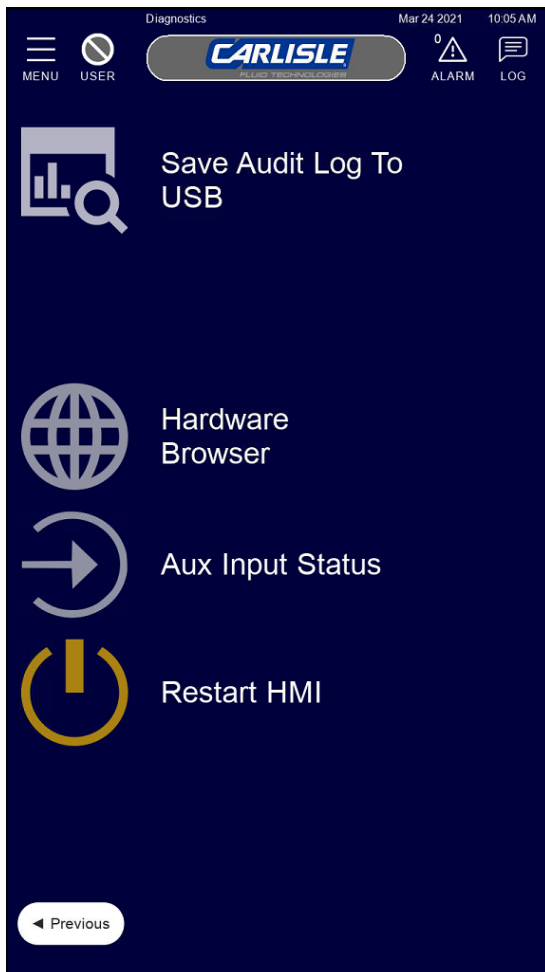 Diagnostics Mar 24 2021 10:05 AM
MENU USER CARLISLE 0 ALARM LOG
FLUID TECHNOLOGIES
Save Audit Log To
USB
Hardware
Browser
Aux Input Status
Restart HMI
◄ Previous